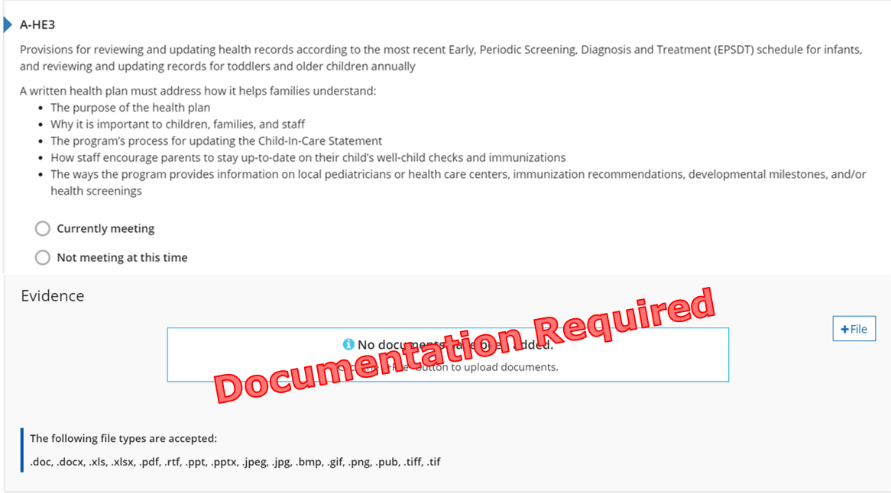 A-HE3
Provisions for reviewing and updating health records according to the most recent Early, Periodic Screening, Diagnosis and Treatment (EPSDT) schedule for infants,
and reviewing and updating records for toddlers and older children annually
A written health plan must address how it helps families understand:
• The purpose of the health plan
• Why it is important to children, families, and staff
• The program's process for updating the Child-In-Care Statement
• How staff encourage parents to stay up-to-date on their child's well-child checks and immunizations
• The ways the program provides information on local pediatricians or health care centers, immunization recommendations, developmental milestones, and/or
health screenings
Currently meeting
Not meeting at this time
Evidence
+File
No documents have been added.
button to upload documents.
Documentation Required
The following file types are accepted:
.doc, .docx, .xls, .xlsx, .pdf, .rtf, .ppt, .pptx, .jpeg, .jpg, .bmp, .gif, .png, .pub, .tiff, .tif